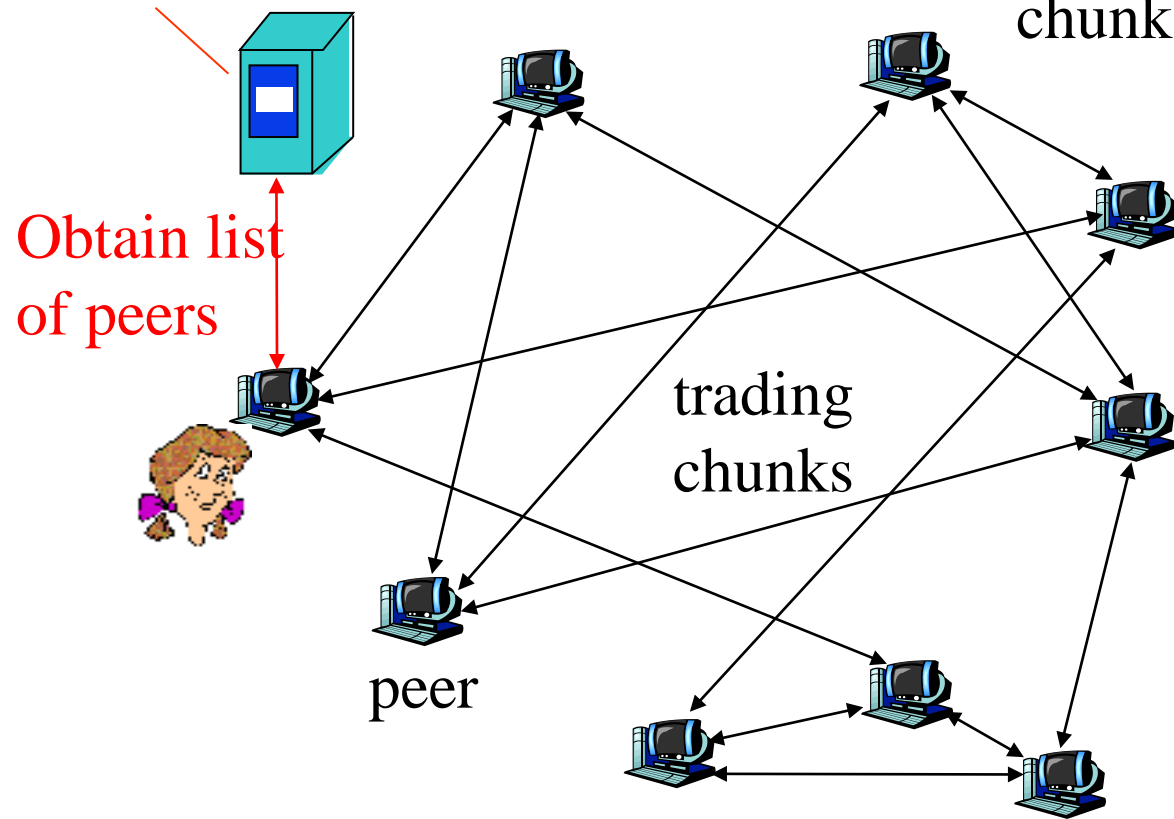 chunk
Obtain list
of peers
trading
chunks
peer